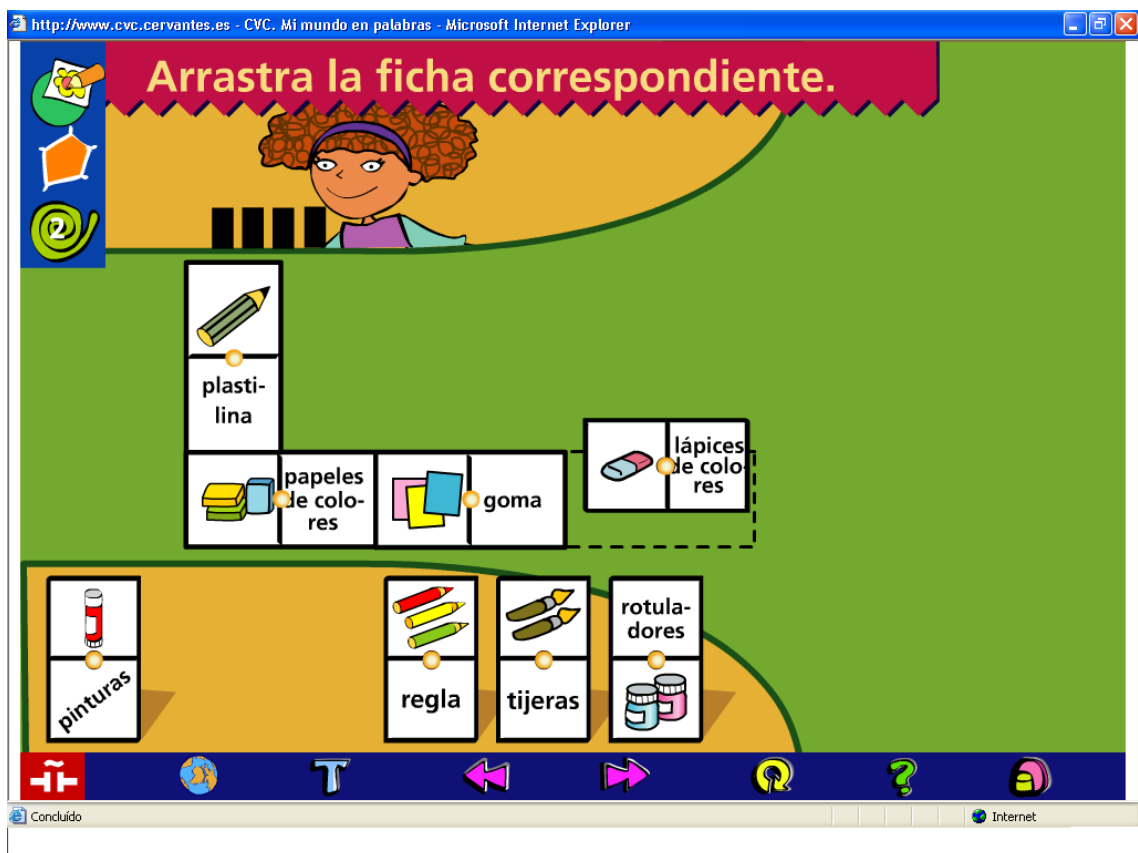 http://www.cvc.cervantes.es - CVC. Mi mundo en palabras - Microsoft Internet Explorer
Arrastra la ficha correspondiente.
2
plasti-
lina
papeles
de colo-
res
goma
lápices
de colo-
res
pinturas
regla
tijeras
rotula-
dores
T
?
Concluído
Internet